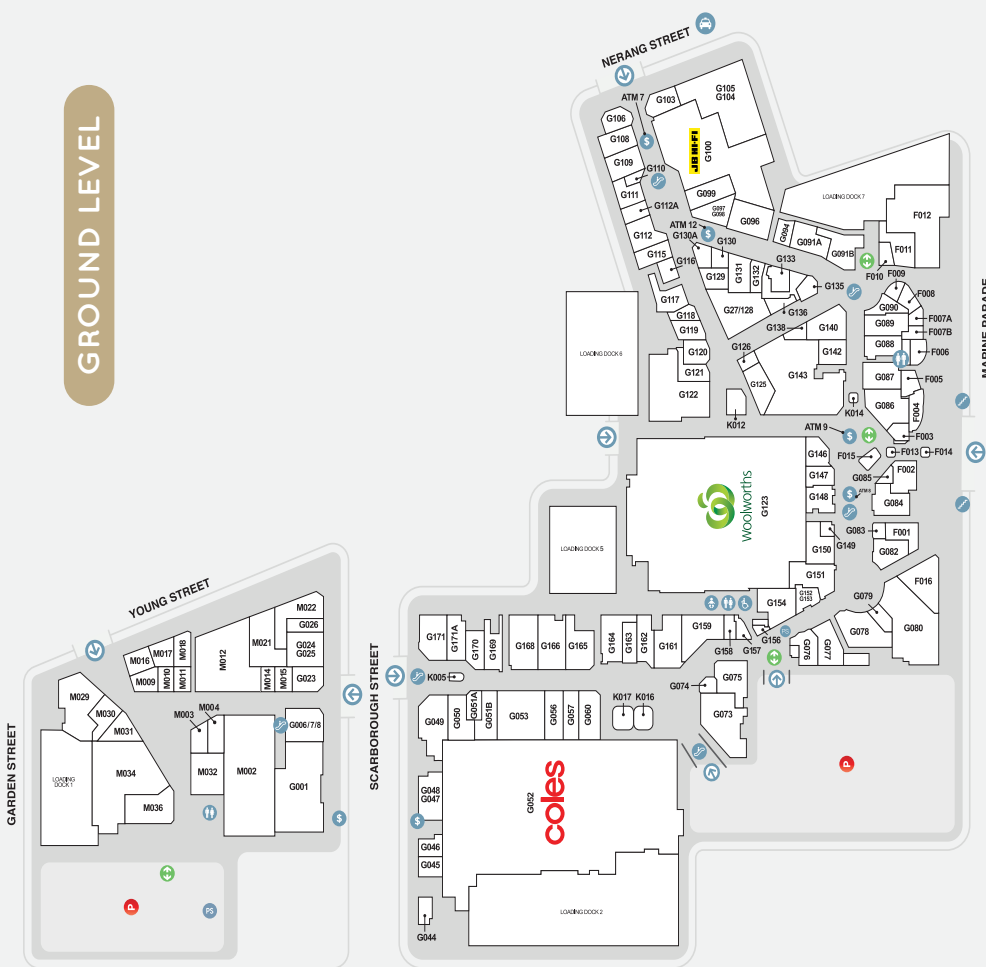 GROUND LEVEL
NERANG STREET
ATM 7
G103
G105
G104
G106
G108
G109
G110
G111
G112A
G112
G115
G116
JB HI-FI
G100
G099
G097
G098
G096
ATM 12
G130A
G130
G129
G131
G132
G133
G135
G136
G27/128
G117
G118
G119
G120
G121
G122
G126
G125
G138
G140
G142
G143
K012
K014
LOADING DOCK 7
G094
G091A
G091B
F012
F011
F010
F009
F008
G090
F007A
G089
F007B
G088
F006
G087
F005
G086
F004
F003
MARINE PARADE
LOADING DOCK 6
ATM 9
F015
F013
F014
G085
F002
ATM 8
G084
G083
F001
G082
G146
G147
G148
G149
G150
G151
G152
G153
G154
G156
G157
G158
G159
Woolworths
G123
LOADING DOCK 5
F016
G079
G080
G078
G077
G076
PS
G075
G074
G073
P
YOUNG STREET
M022
G026
G024
G025
G023
M021
M012
M014
M015
M018
M017
M016
M009
M010
M011
M029
M030
M031
M003
M004
M032
M002
G006/7/8
G001
M034
M036
LOADING
DOCK 1
GARDEN STREET
SCARBOROUGH STREET
P
PS
G171
G171A
G170
G169
G168
G166
G165
G164
G163
G162
G161
K005
G049
G050
G051A
G051B
G053
G056
G057
G060
K017
K016
G048
G047
G046
G045
G044
G052
coles
LOADING DOCK 2